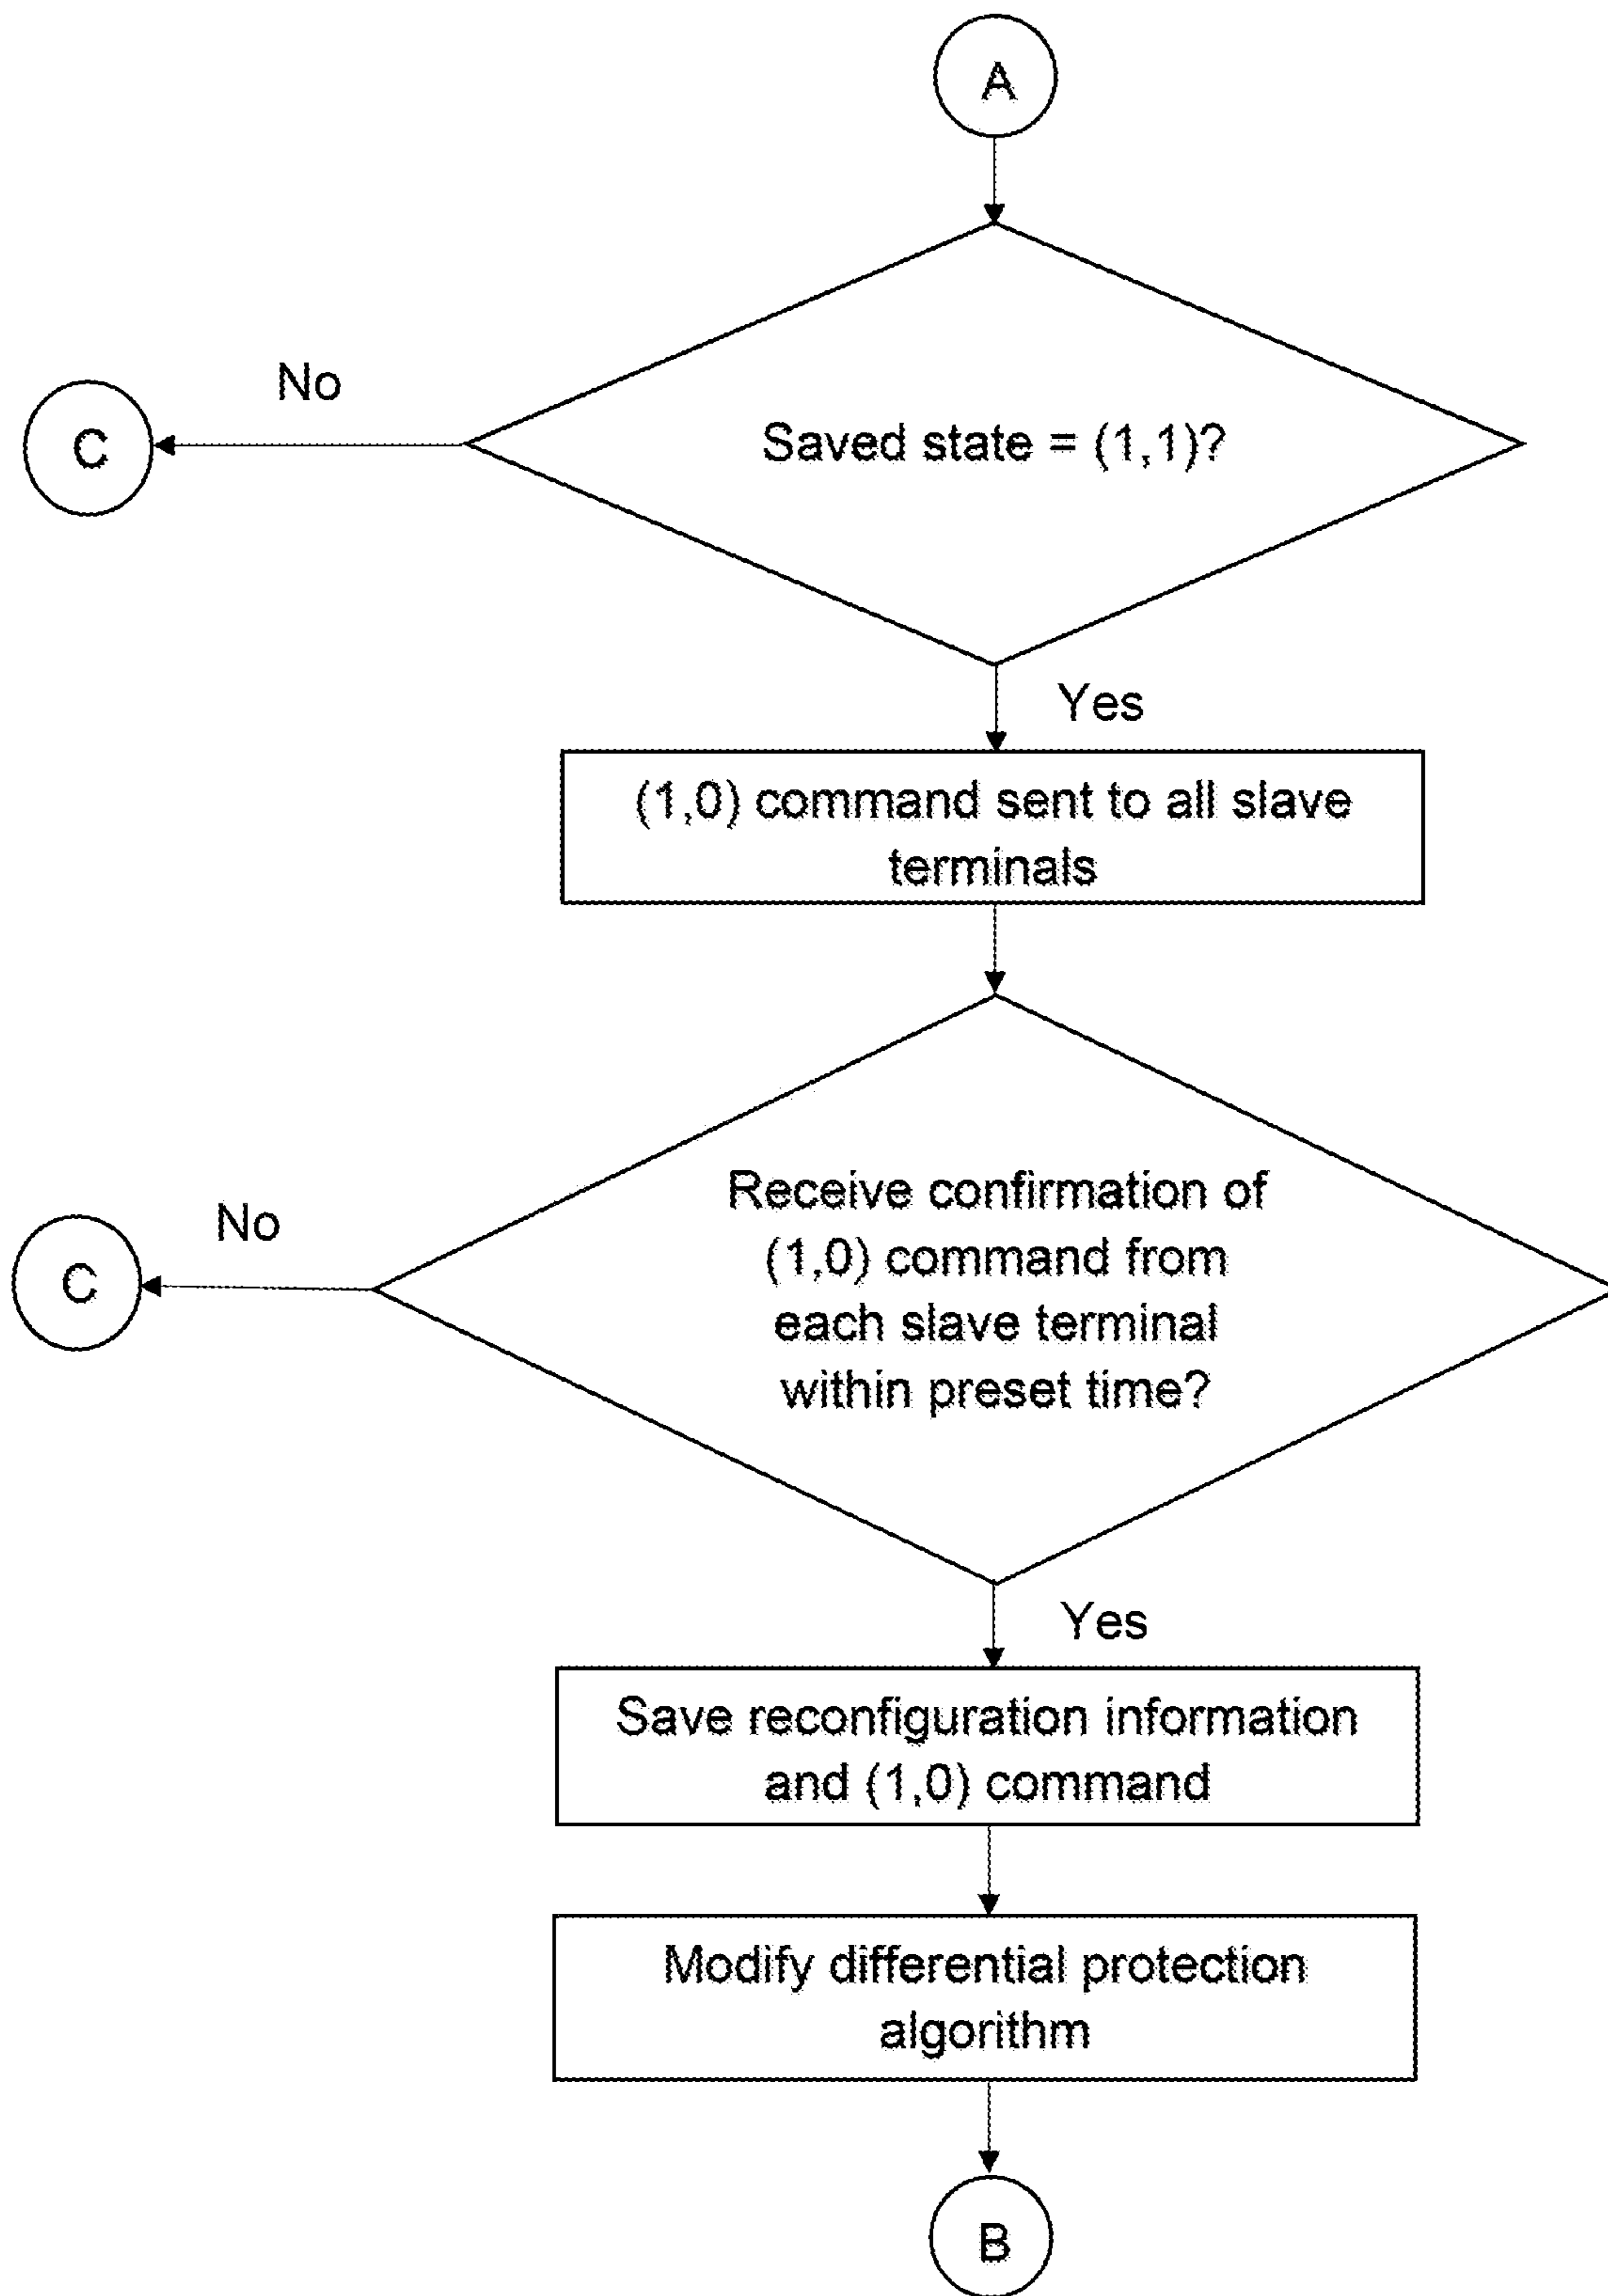 A
No
C
Saved state = (1,1)?
Yes
(1,0) command sent to all slave
terminals
No
C
Receive confirmation of
(1,0) command from
each slave terminal
within preset time?
Yes
Save reconfiguration information
and (1,0) command
Modify differential protection
algorithm
B